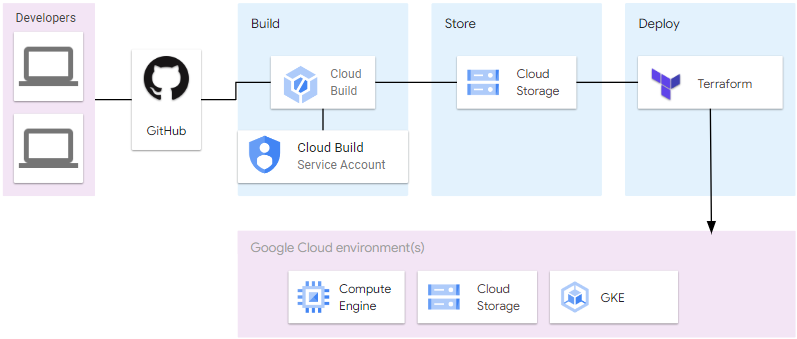 Developers
Build
Store
Deploy
Cloud
Build
Cloud
Storage
Terraform
GitHub
Cloud Build
Service Account
Google Cloud environment(s)
Compute
Engine
Cloud
Storage
GKE